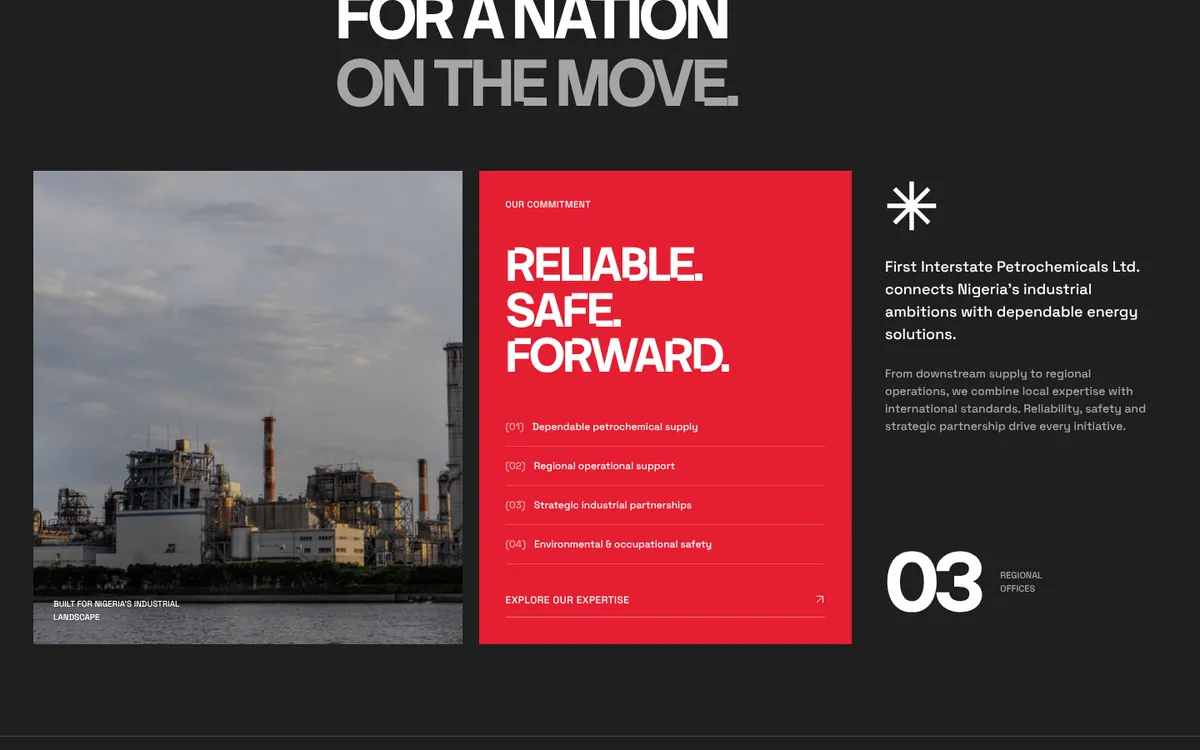 FOR A NATION
ON THE MOVE.
BUILT FOR NIGERIA'S INDUSTRIAL
LANDSCAPE
OUR COMMITMENT
RELIABLE.
SAFE.
FORWARD.
(01) Dependable petrochemical supply
(02) Regional operational support
(03) Strategic industrial partnerships
(04) Environmental & occupational safety
EXPLORE OUR EXPERTISE
First Interstate Petrochemicals Ltd.
connects Nigeria's industrial
ambitions with dependable energy
solutions.
From downstream supply to regional
operations, we combine local expertise with
international standards. Reliability, safety and
strategic partnership drive every initiative.
03
REGIONAL
OFFICES